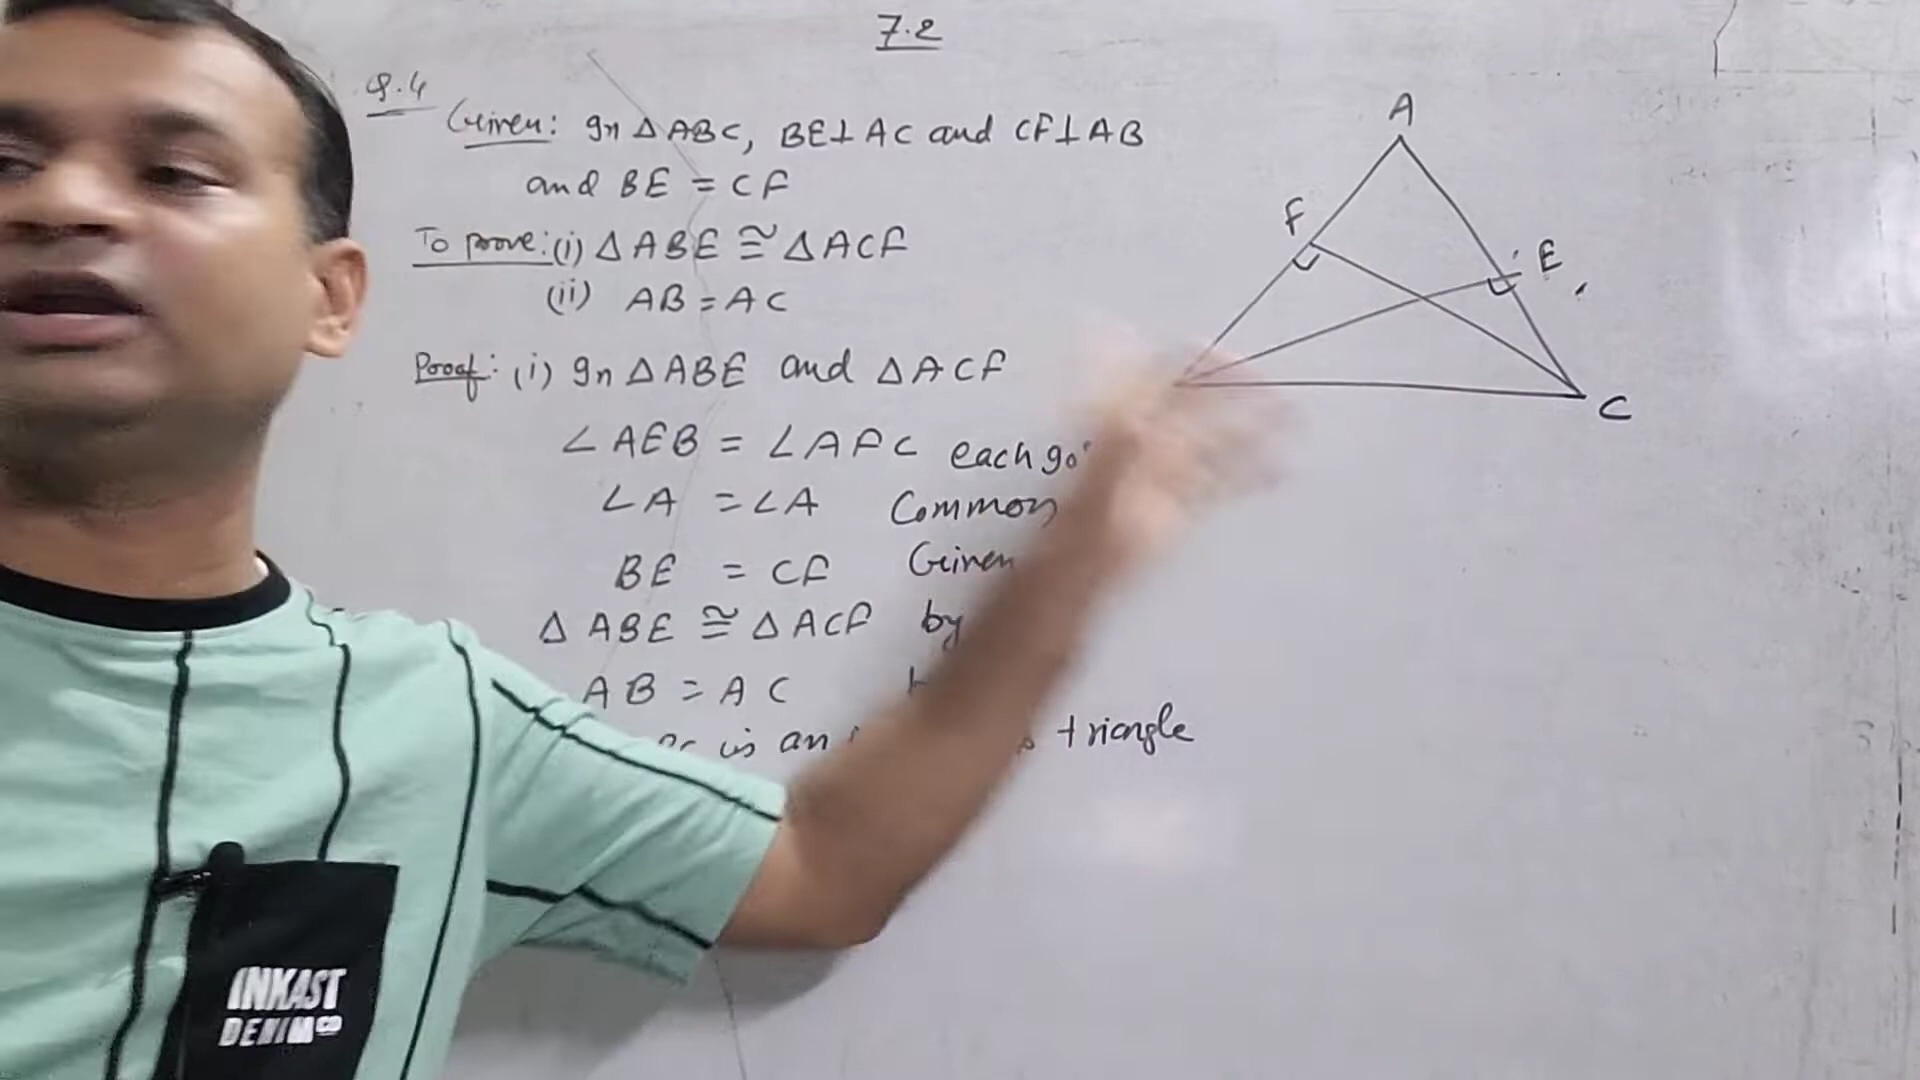 7.2
Q.4
Given: In △ABC, BE⊥AC and CF⊥AB
and BE = CF
To prove: (i) △ABE ≅ △ACF
(ii) AB = AC
Proof: (i) In △ABE and △ACF
∠AEB = ∠AFC each 90°
∠A = ∠A Common
BE = CF Given
△ABE ≅ △ACF by
AB = AC
is an triangle
A
F
E
C
INKAST
DENIM CO